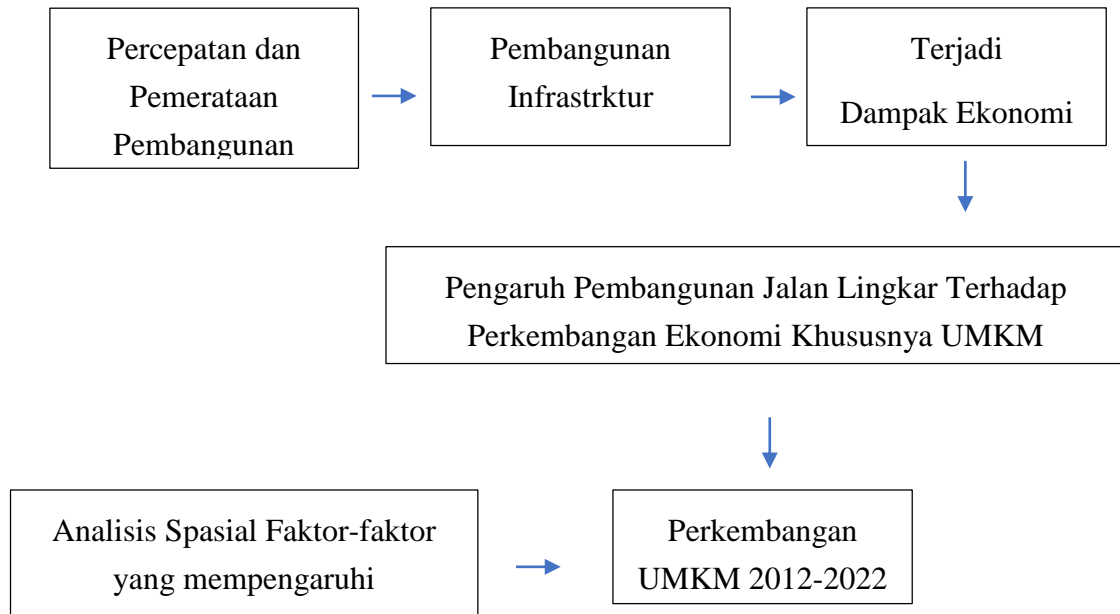 Percepatan dan
Pemerataan
Pembangunan
Pembangunan
Infrastrktur
Terjadi
Dampak Ekonomi
Pengaruh Pembangunan Jalan Lingkar Terhadap
Perkembangan Ekonomi Khususnya UMKM
Analisis Spasial Faktor-faktor
yang mempengaruhi
Perkembangan
UMKM 2012-2022